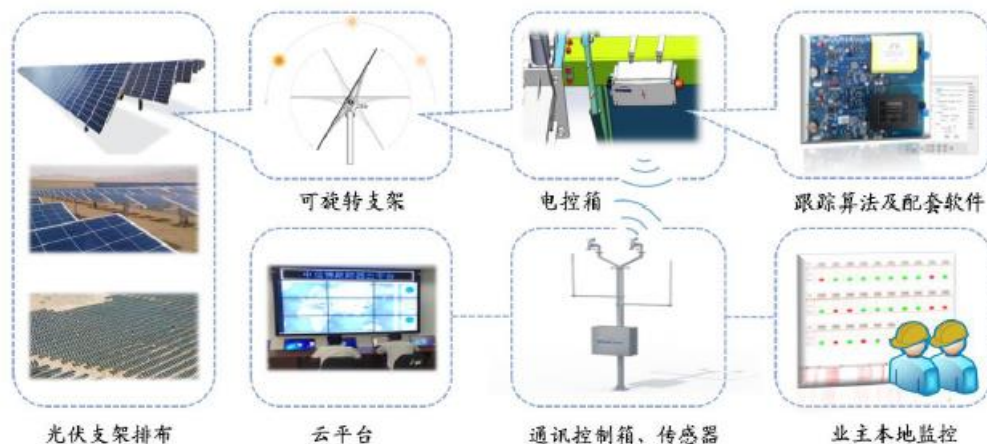 可旋转支架
电控箱
跟踪算法及配套软件
光伏支架排布
云平台
通讯控制箱、传感器
业主本地监控